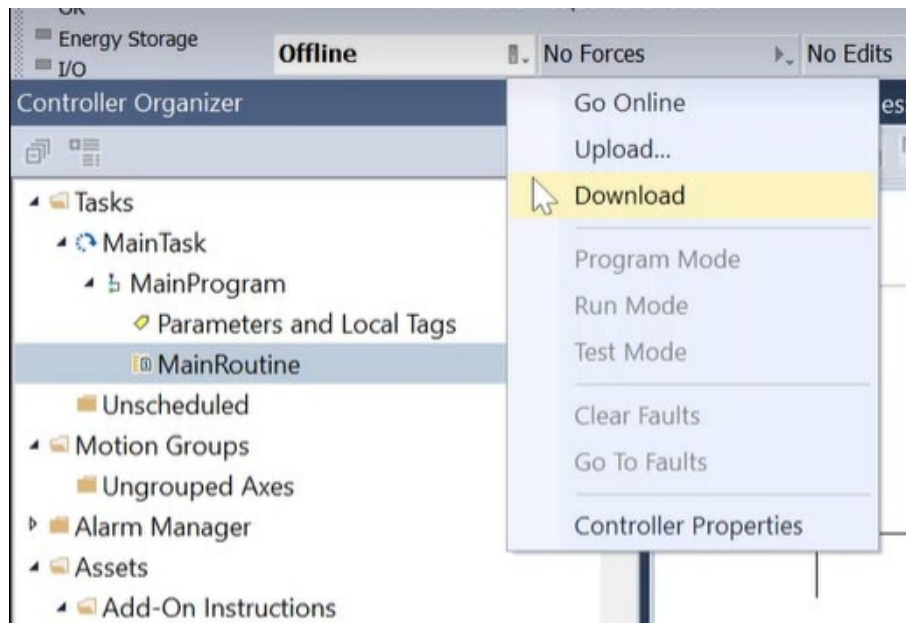 OK
Energy Storage
I/O
Offline
No Forces
No Edits
Controller Organizer
Go Online
Upload...
Download
Program Mode
Run Mode
Test Mode
Clear Faults
Go To Faults
Controller Properties
Tasks
MainTask
MainProgram
Parameters and Local Tags
MainRoutine
Unscheduled
Motion Groups
Ungrouped Axes
Alarm Manager
Assets
Add-On Instructions